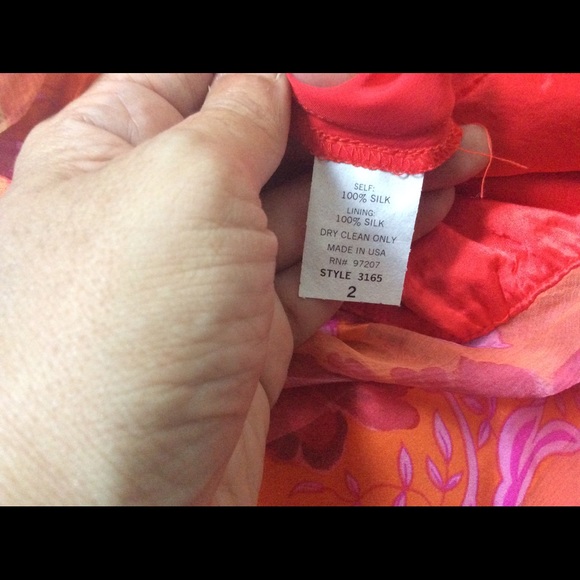 SELF:
100% SILK
LINING:
100% SILK
DRY CLEAN ONLY
MADE IN USA
RN# 97207
STYLE 3165
2